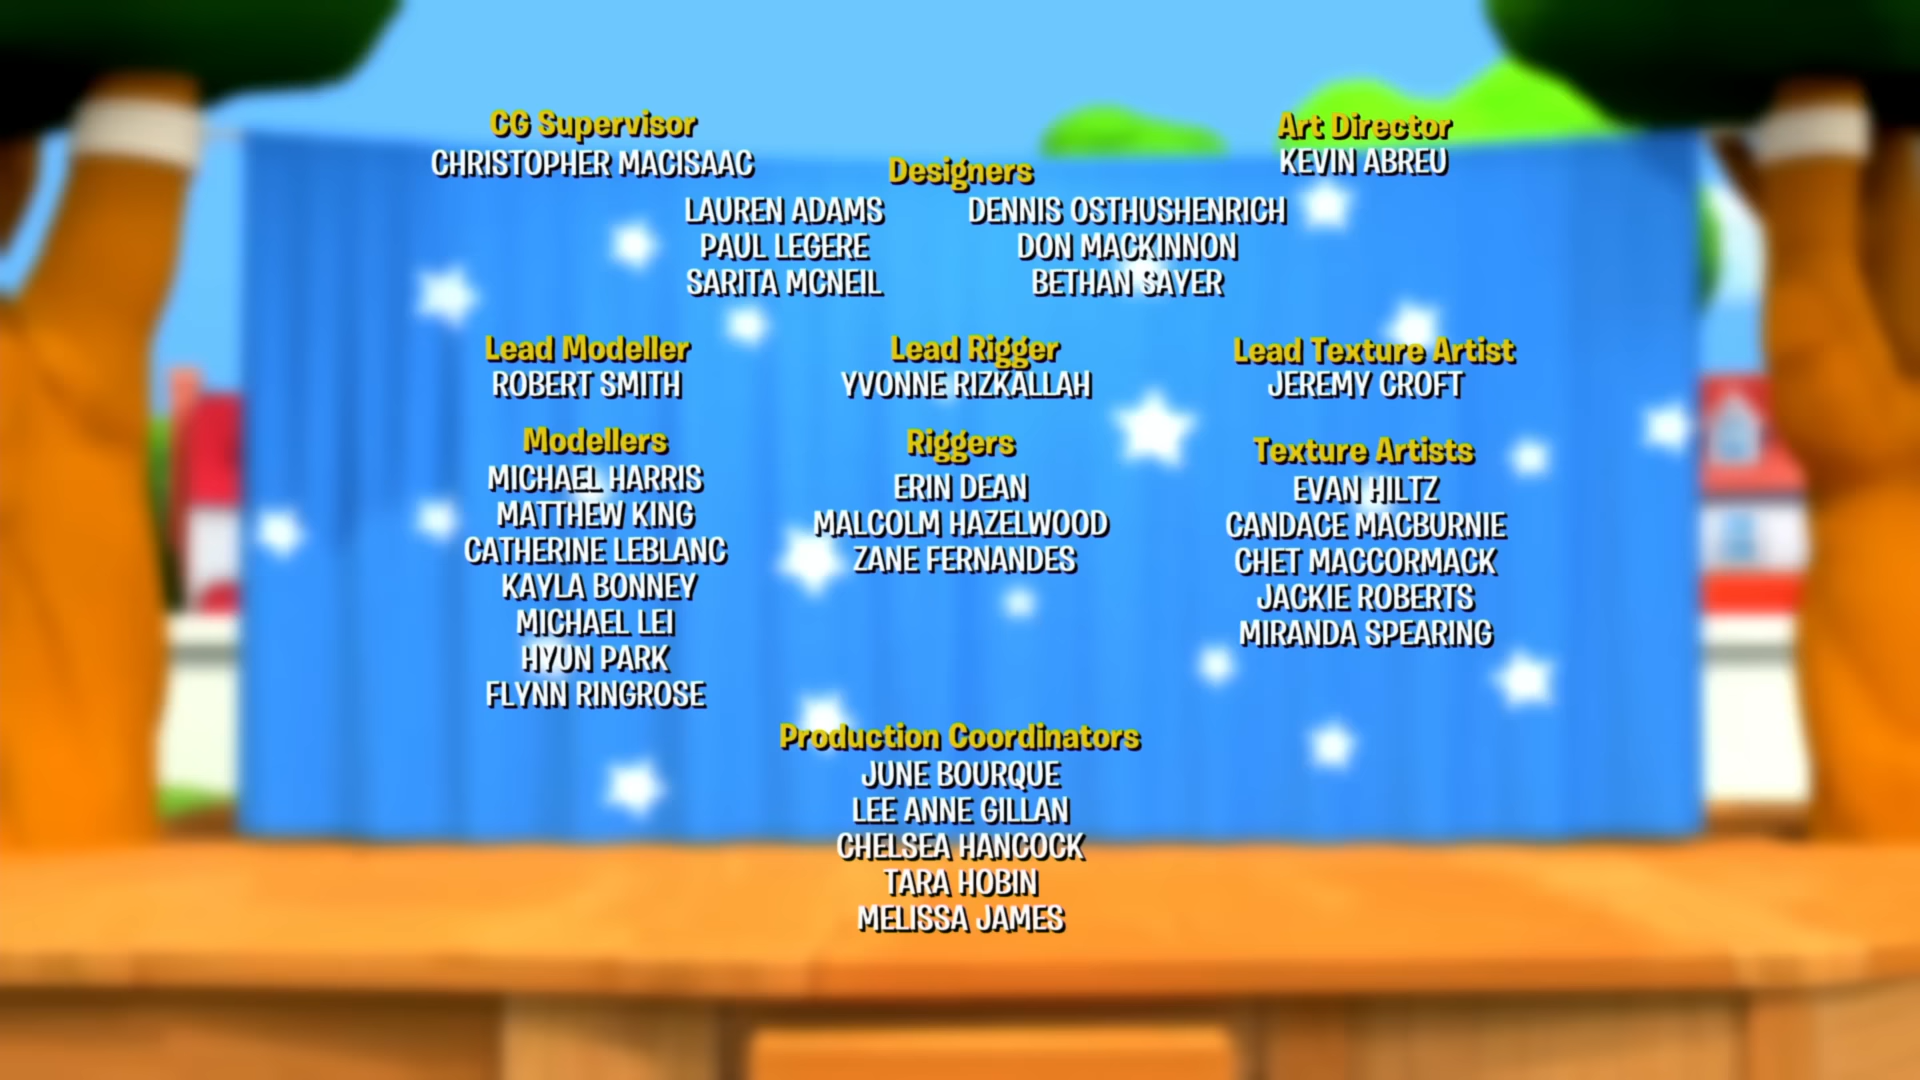 CG Supervisor
CHRISTOPHER MACISAAC
Art Director
KEVIN ABREU
Designers
LAUREN ADAMS DENNIS OSTHUSHENRICH
PAUL LEGERE DON MACKINNON
SARITA MCNEIL BETHAN SAYER
Lead Modeller
ROBERT SMITH
Lead Rigger
YVONNE RIZKALLAH
Lead Texture Artist
JEREMY CROFT
Modellers
MICHAEL HARRIS
MATTHEW KING
CATHERINE LEBLANC
KAYLA BONNEY
MICHAEL LEI
HYUN PARK
FLYNN RINGROSE
Riggers
ERIN DEAN
MALCOLM HAZELWOOD
ZANE FERNANDES
Texture Artists
EVAN HILTZ
CANDACE MACBURNIE
CHET MACCORMACK
JACKIE ROBERTS
MIRANDA SPEARING
Production Coordinators
JUNE BOURQUE
LEE ANNE GILLAN
CHELSEA HANCOCK
TARA HOBIN
MELISSA JAMES